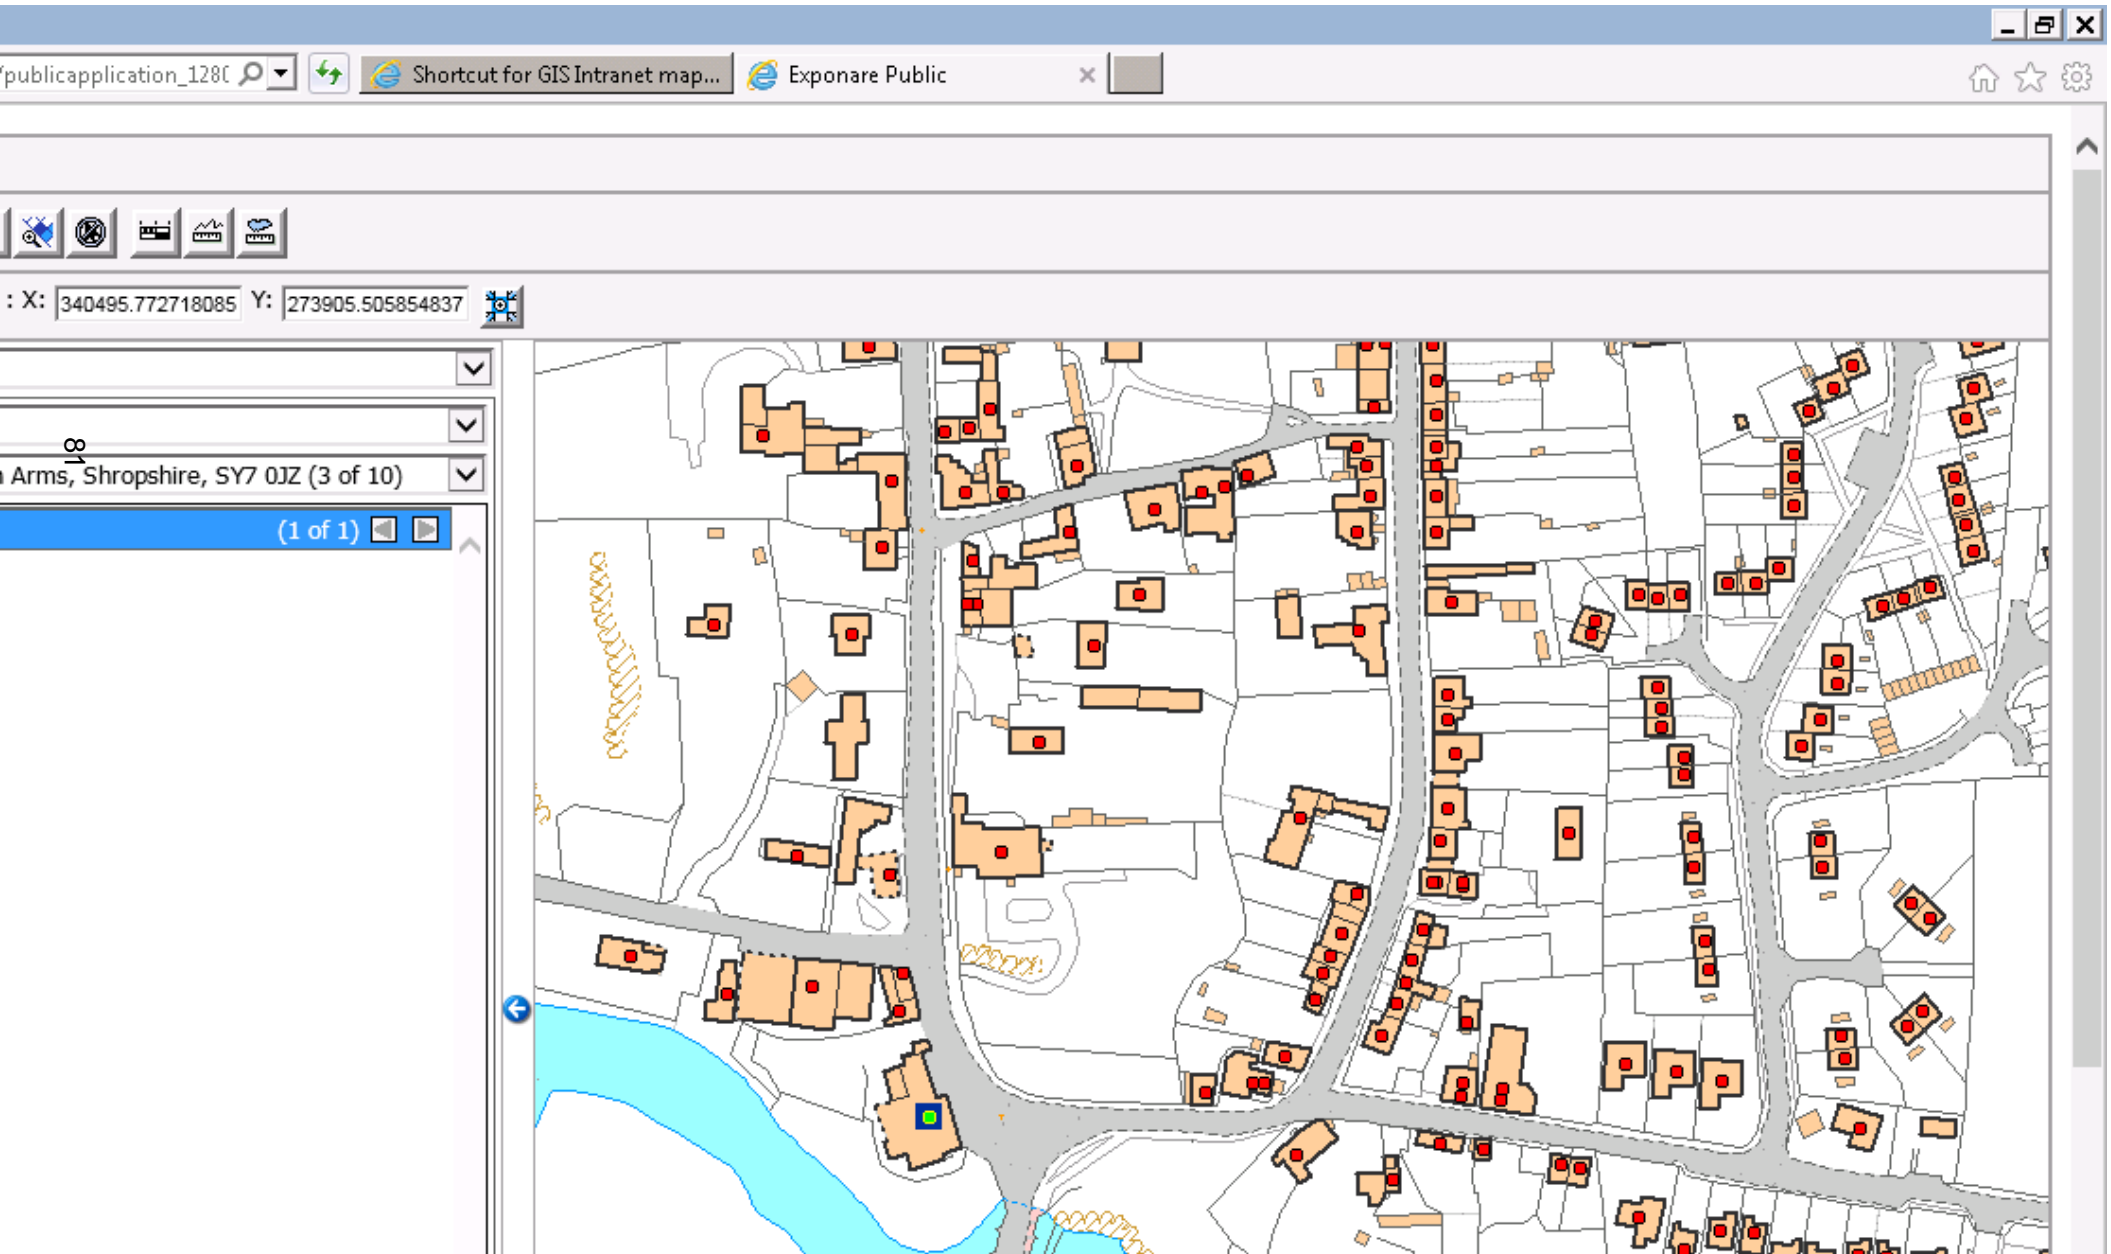 /publicapplication_128(
Shortcut for GIS Intranet map...
Exponare Public
: X: 340495.772718085 Y: 273905.505854837
81
Arms, Shropshire, SY7 0JZ (3 of 10)
(1 of 1)